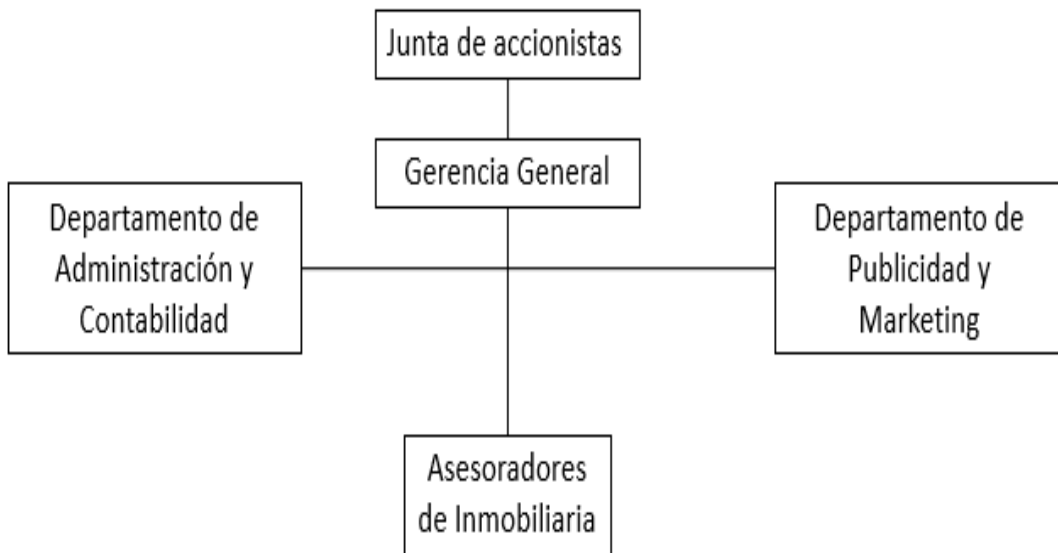 Junta de accionistas
Gerencia General
Departamento de
Administración y
Contabilidad
Departamento de
Publicidad y
Marketing
Asesoradores
de Inmobiliaria